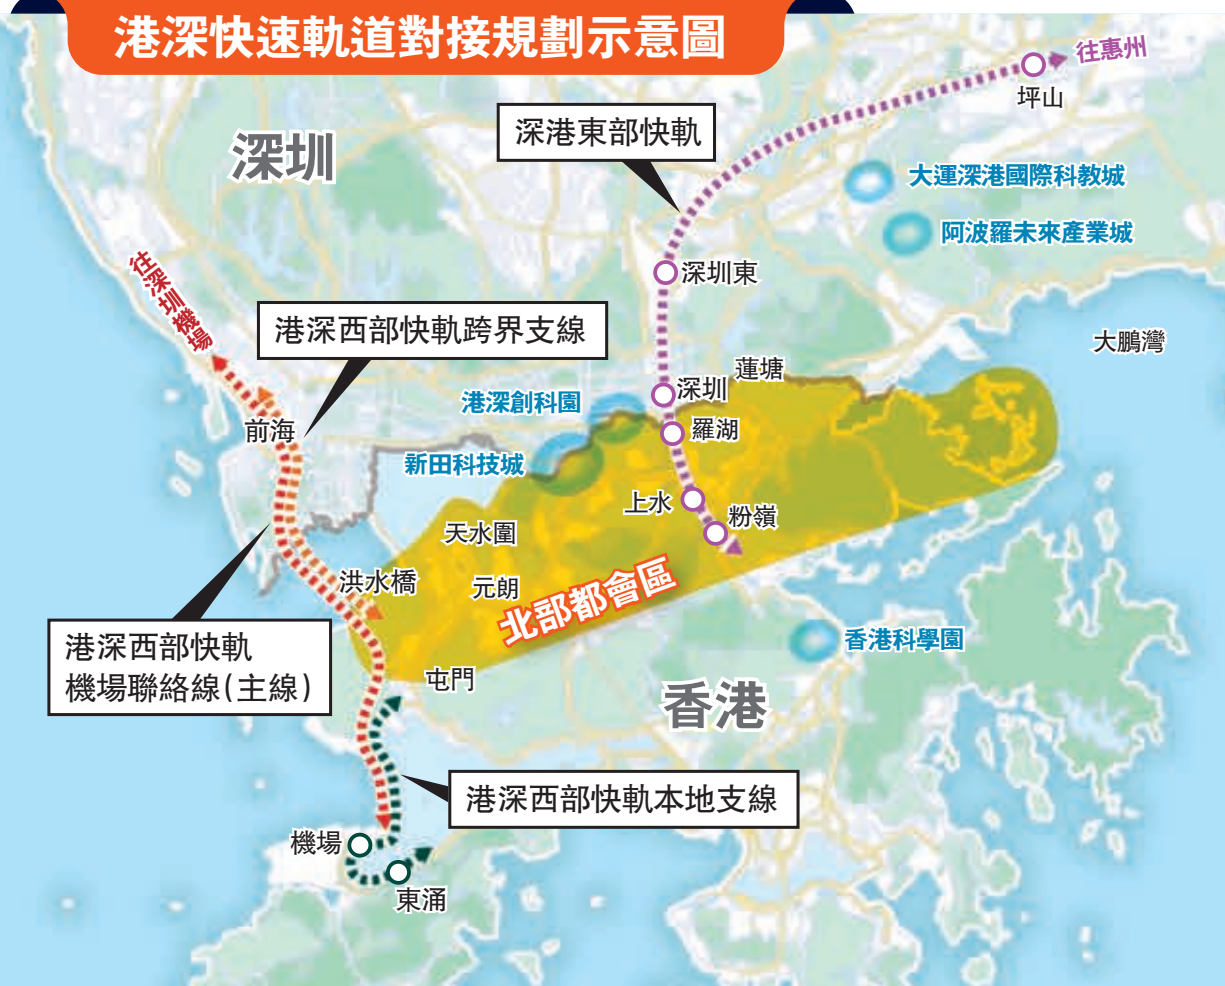 港深快速軌道對接規劃示意圖
往惠州
坪山
深圳
深港東部快軌
大運深港國際科教城
阿波羅未來產業城
往深圳機場
深圳東
港深西部快軌跨界支線
大鵬灣
蓮塘
深圳
港深創科園
前海
羅湖
新田科技城
上水
粉嶺
天水圍
洪水橋
元朗
北部都會區
港深西部快軌
機場聯絡線(主線)
香港科學園
屯門
香港
港深西部快軌本地支線
機場
東涌